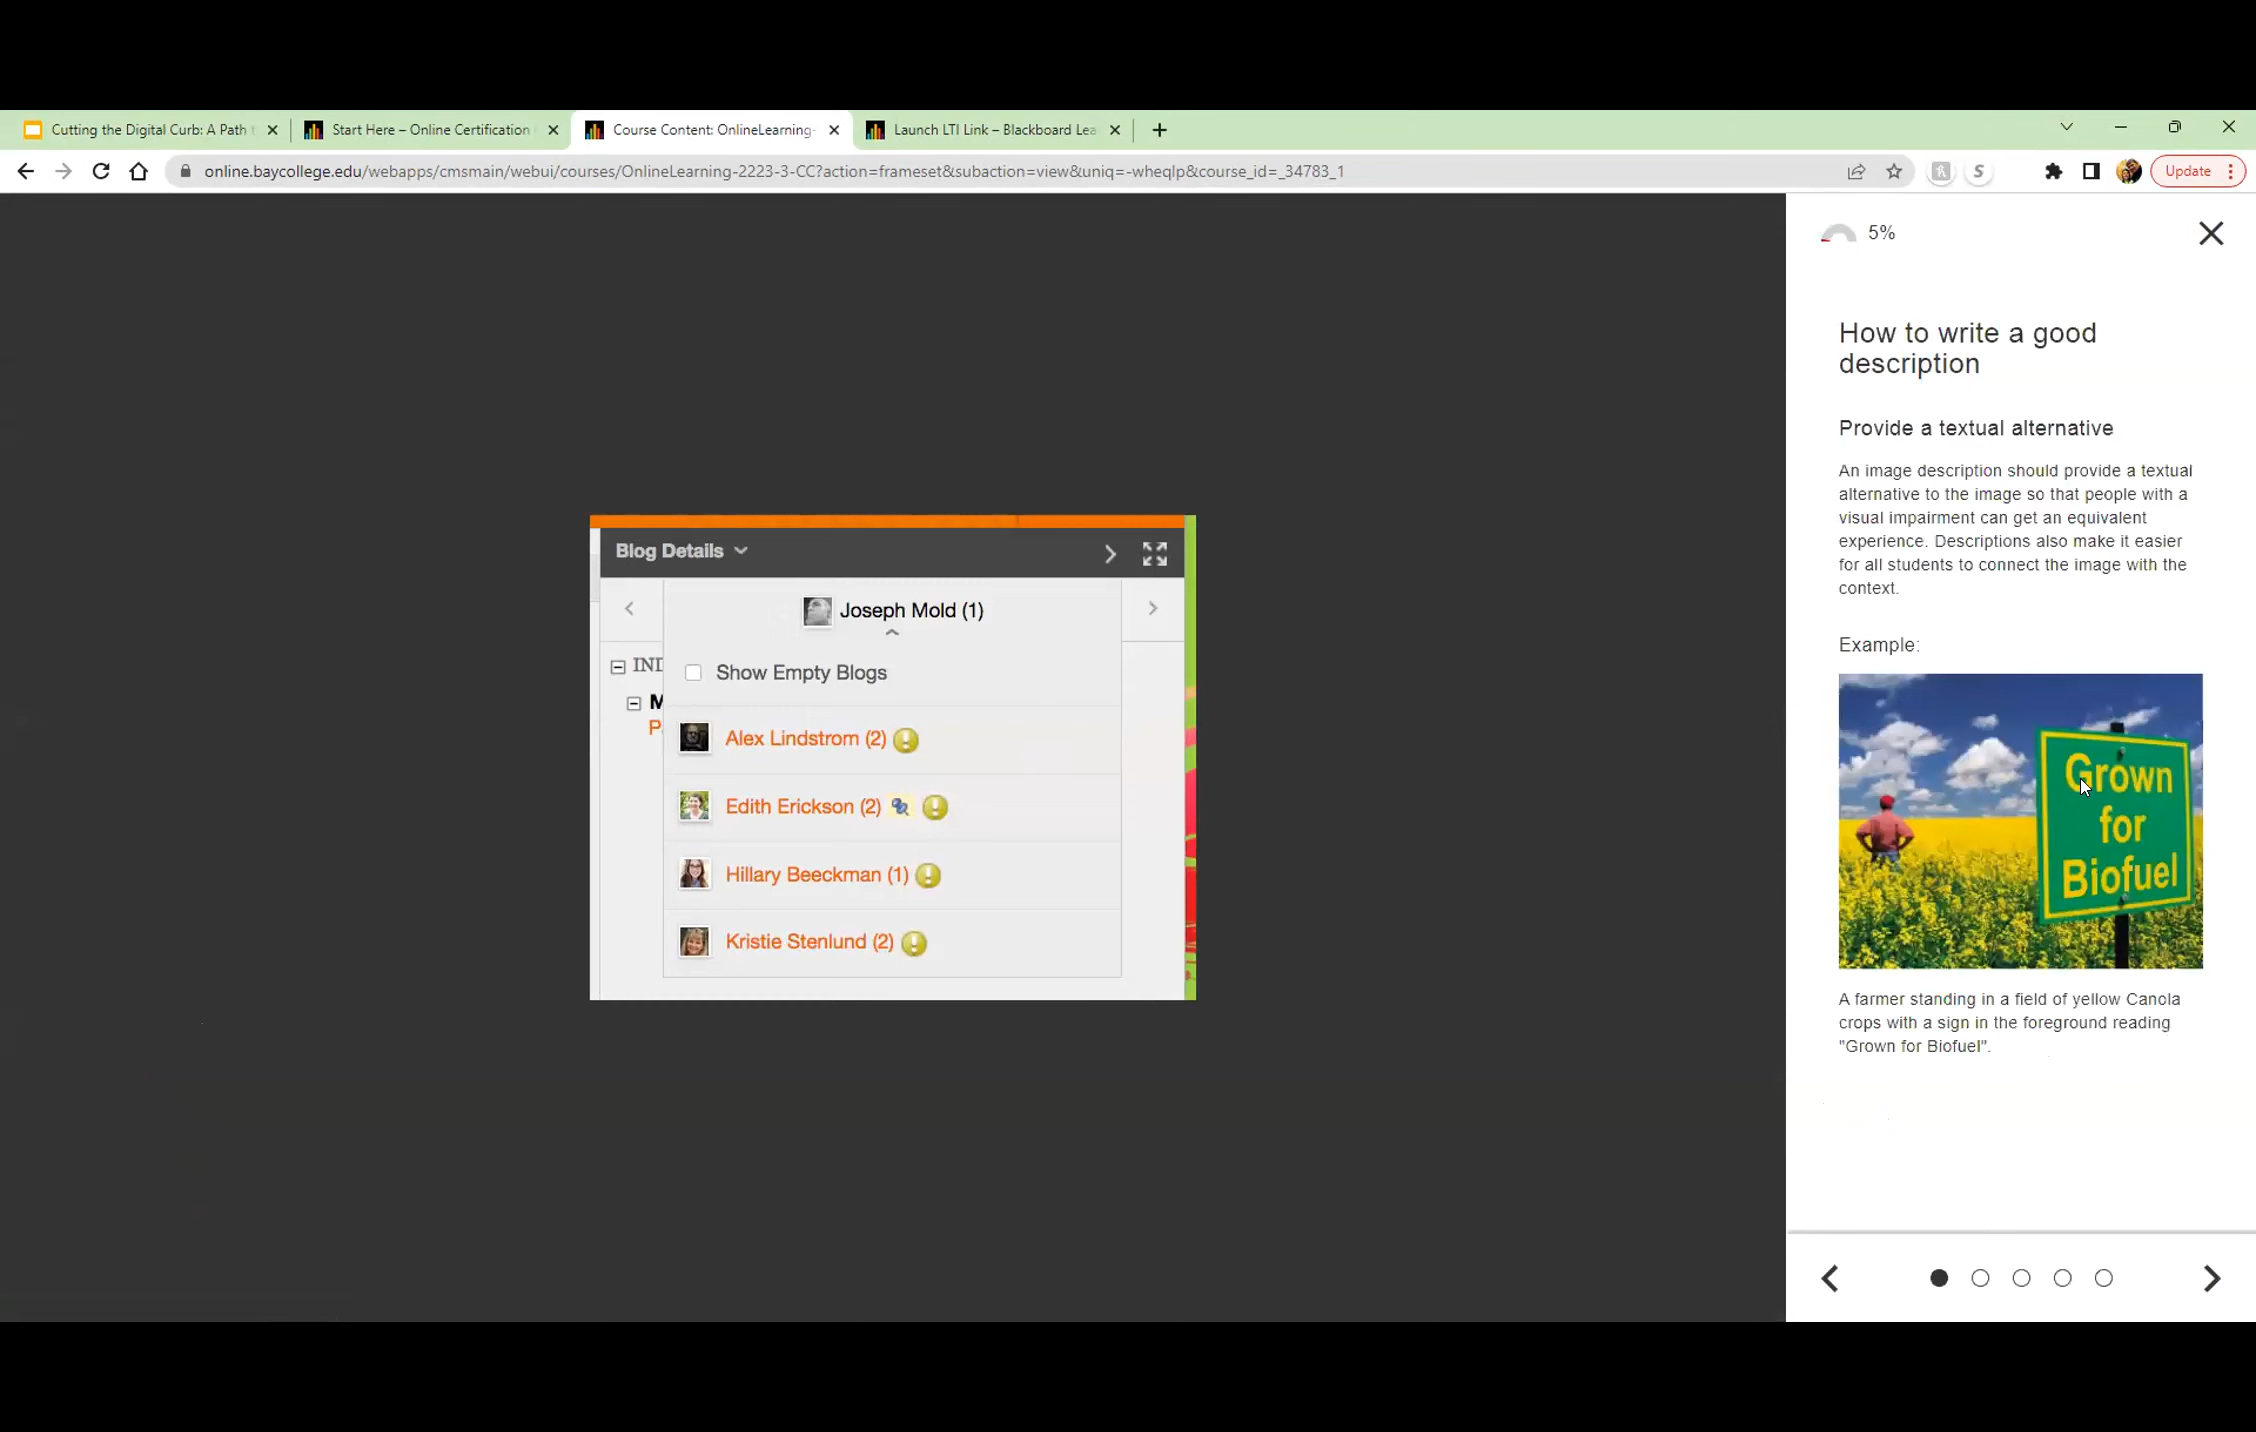 Cutting the Digital Curb: A Path
Start Here – Online Certification
Course Content: OnlineLearning-
Launch LTI Link – Blackboard Lea
online.baycollege.edu/webapps/cmsmain/webui/courses/OnlineLearning-2223-3-CC?action=frameset&subaction=view&uniq=-wheqlp&course_id=_34783_1
S
Update
5%
How to write a good
description
Provide a textual alternative
An image description should provide a textual
alternative to the image so that people with a
visual impairment can get an equivalent
experience. Descriptions also make it easier
for all students to connect the image with the
context.
Example:
Grown
for
Biofuel
A farmer standing in a field of yellow Canola
crops with a sign in the foreground reading
"Grown for Biofuel".
Blog Details
Joseph Mold (1)
Show Empty Blogs
IND
M
P
Alex Lindstrom (2)
Edith Erickson (2)
Hillary Beeckman (1)
Kristie Stenlund (2)